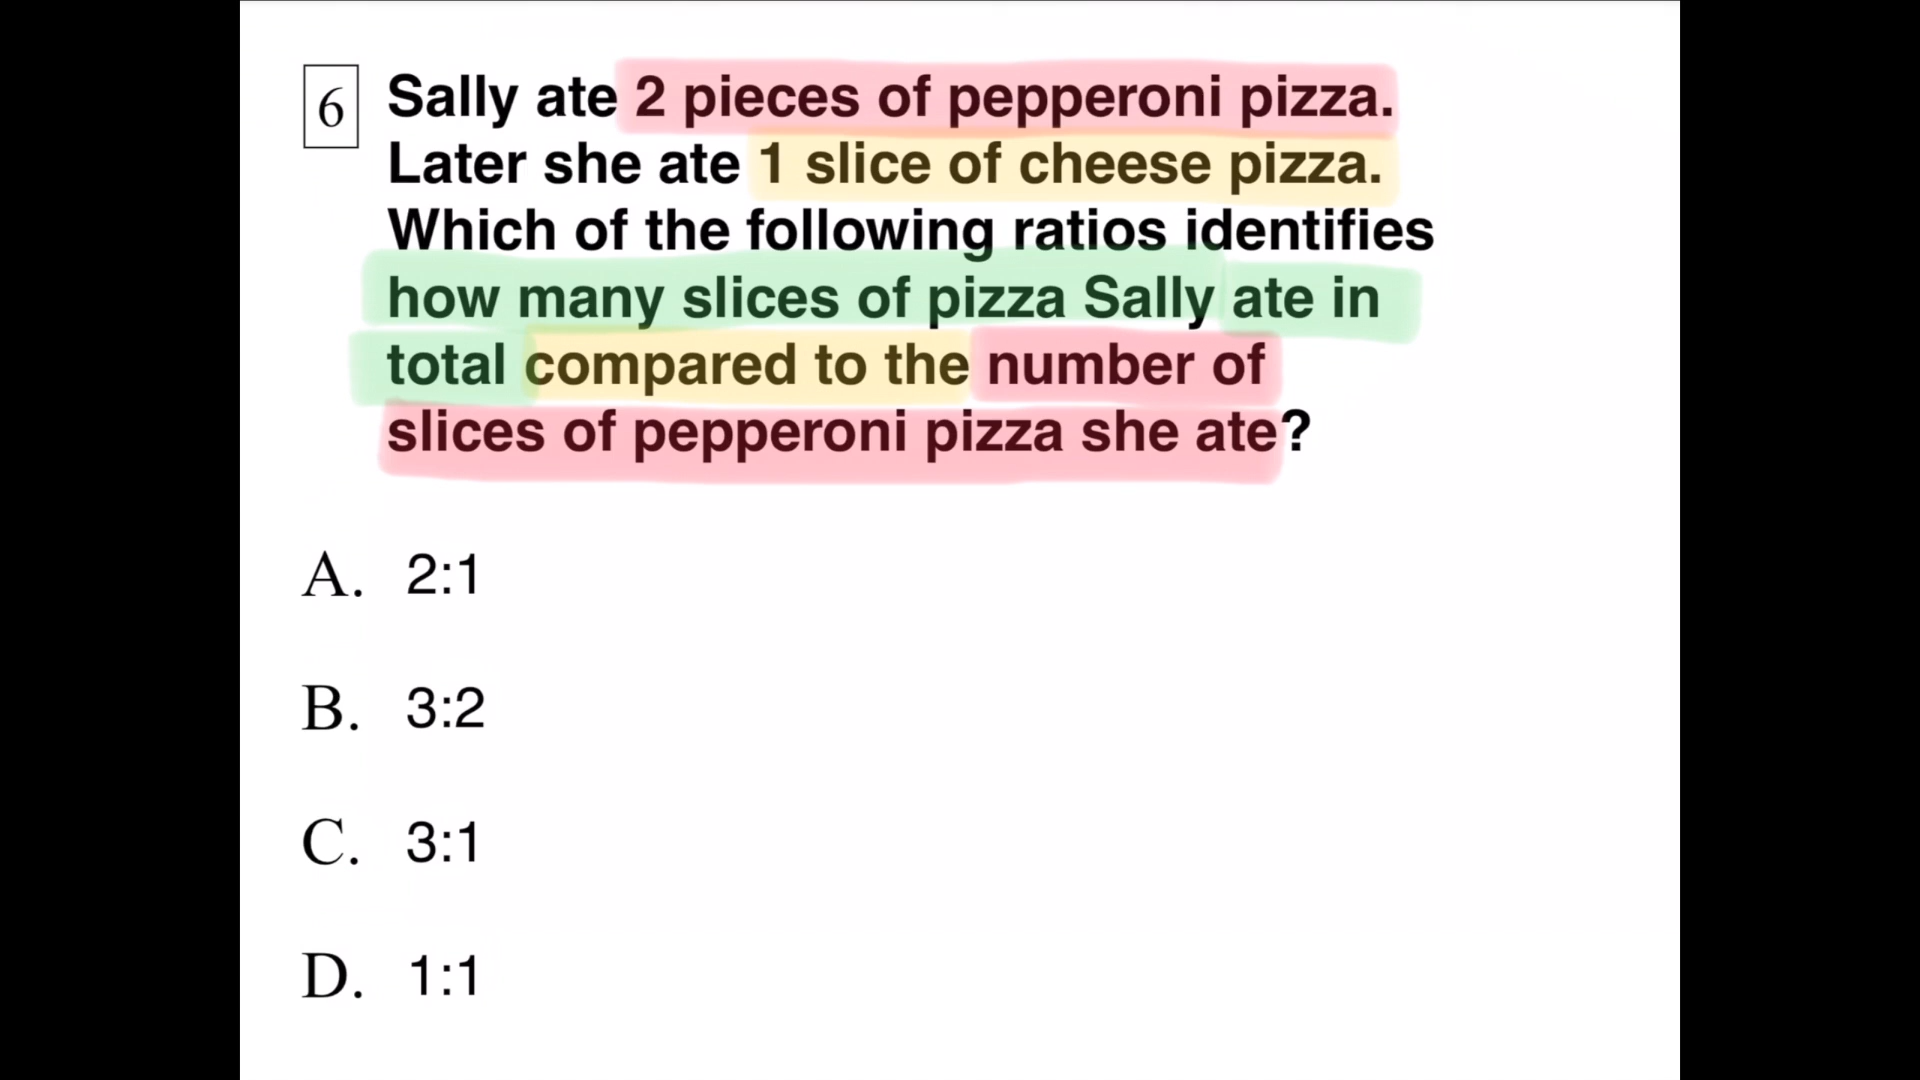 6 Sally ate 2 pieces of pepperoni pizza.
Later she ate 1 slice of cheese pizza.
Which of the following ratios identifies
how many slices of pizza Sally ate in
total compared to the number of
slices of pepperoni pizza she ate?
A. 2:1
B. 3:2
C. 3:1
D. 1:1